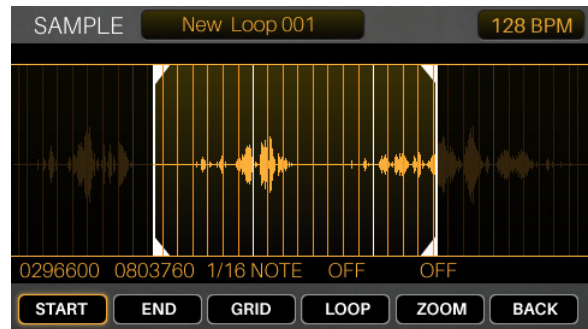 SAMPLE New Loop 001 128 BPM
0296600 0803760 1/16 NOTE OFF OFF
START END GRID LOOP ZOOM BACK